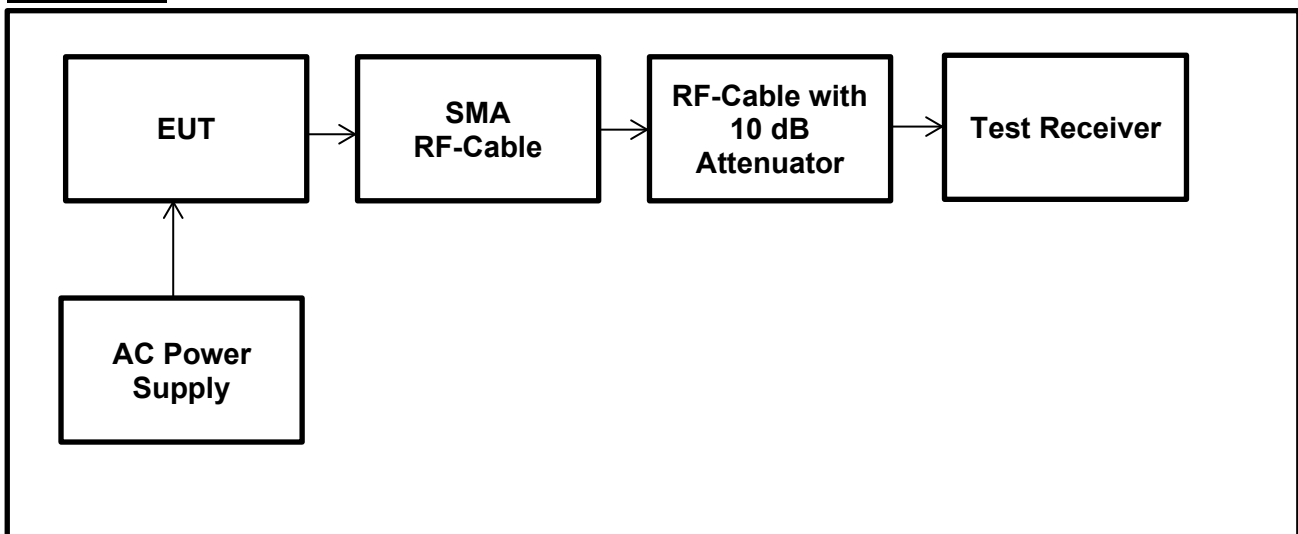 EUT
SMA
RF-Cable
RF-Cable with
10 dB
Attenuator
Test Receiver
AC Power
Supply